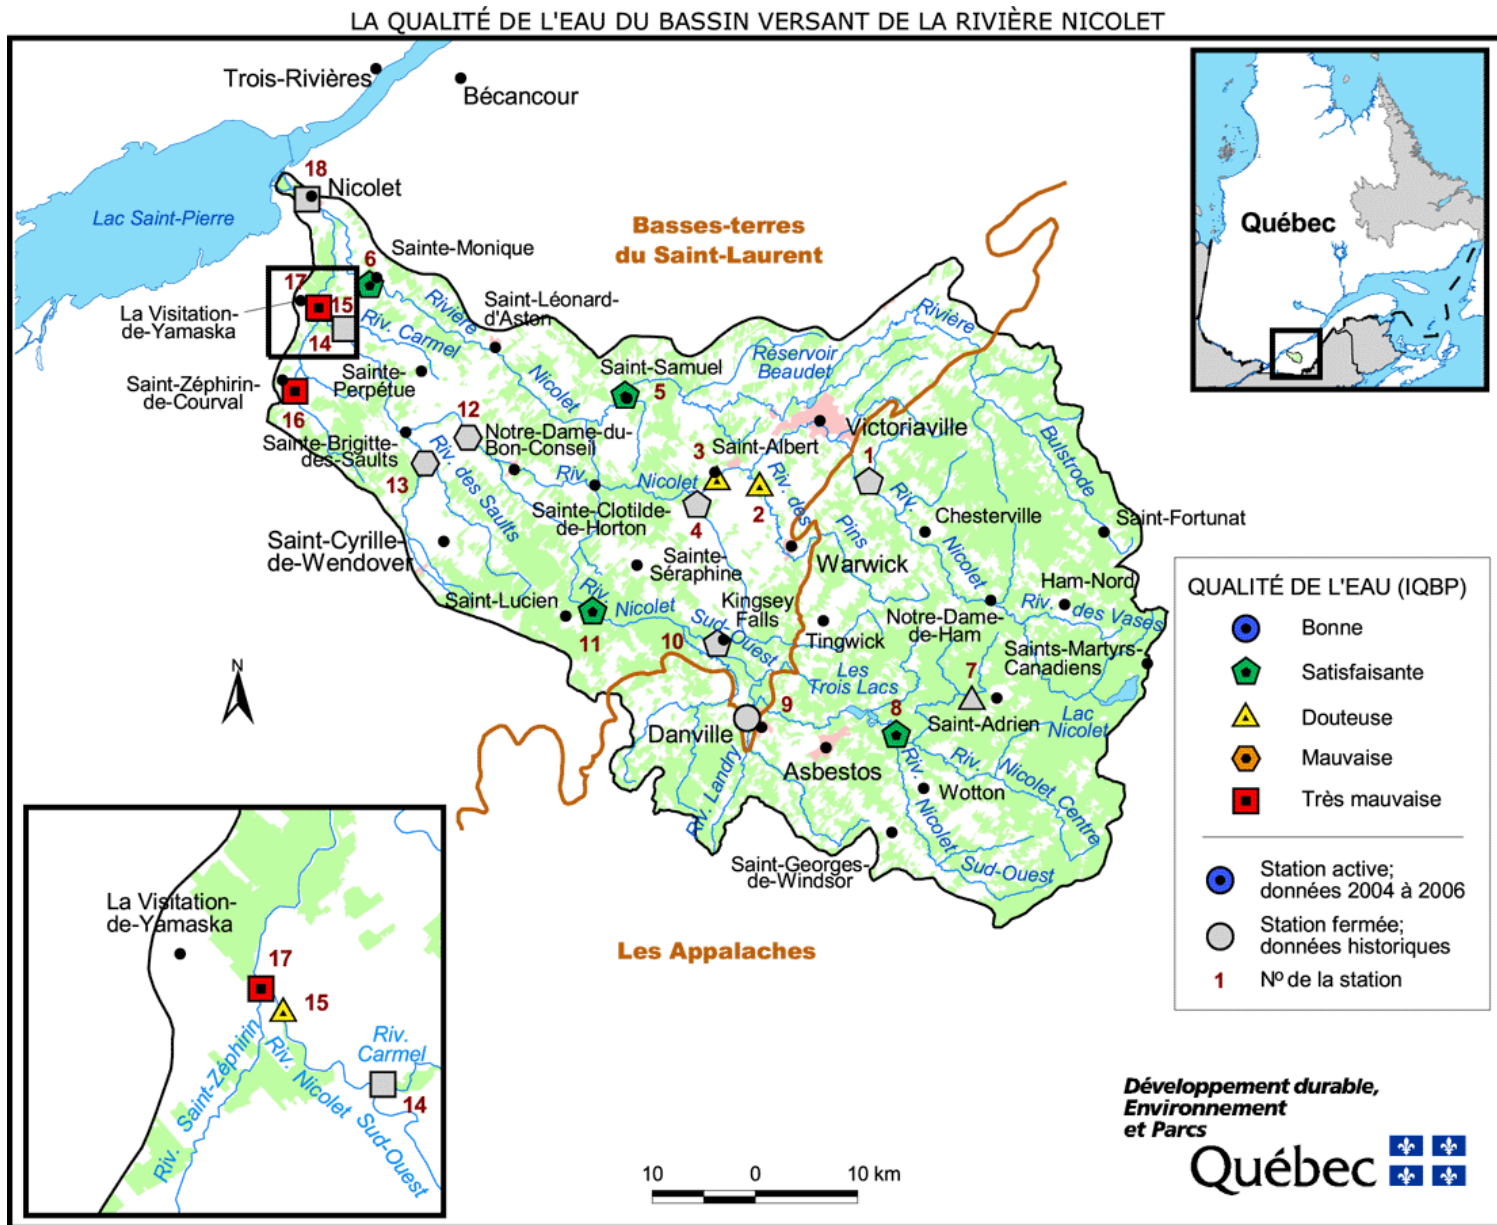 LA QUALITÉ DE L'EAU DU BASSIN VERSANT DE LA RIVIÈRE NICOLET
Trois-Rivières
Bécancour
Lac Saint-Pierre
18
Nicolet
Basses-terres
du Saint-Laurent
Québec
Sainte-Monique
6
17
15
14
La Visitation-
de-Yamaska
Rivière
Saint-Léonard-
d'Aston
Riv. Carmel
Nicolet
Rivière
Réservoir
Beaudet
Saint-Samuel
5
Saint-Zéphirin-
de-Courval
16
Sainte-
Perpétue
12
Notre-Dame-du-
Bon-Conseil
Sainte-Brigitte-
des-Saults
13
Riv. des Saults
3
Saint-Albert
Victoriaville
1
Bulstrode
Riv.
Nicolet
4
2
Riv. des
Pins
Riv.
Nicolet
Chesterville
Saint-Fortunat
Sainte-Clotilde-
de-Horton
Saint-Cyrille-
de-Wendover
Sainte-
Séraphine
Warwick
Ham-Nord
Riv.
des Vases
Notre-Dame-
de-Ham
Saint-Lucien
Riv.
Nicolet
Sud-Ouest
11
Kingsey
Falls
10
Tingwick
Saints-Martyrs-
Canadiens
Les
Trois Lacs
7
Saint-Adrien
Lac
Nicolet
8
9
Danville
Asbestos
Riv. Landry
Wotton
Riv.
Nicolet Centre
Riv.
Nicolet
Sud-Ouest
Saint-Georges-
de-Windsor
Les Appalaches
N
QUALITÉ DE L'EAU (IQBP)
Bonne
Satisfaisante
Douteuse
Mauvaise
Très mauvaise
Station active;
données 2004 à 2006
Station fermée;
données historiques
1
Nº de la station
La Visitation-
de-Yamaska
17
15
Riv.
Carmel
14
Riv. Saint-Zéphirin
Riv. Nicolet Sud-Ouest
10 0 10 km
Développement durable,
Environnement
et Parcs
Québec